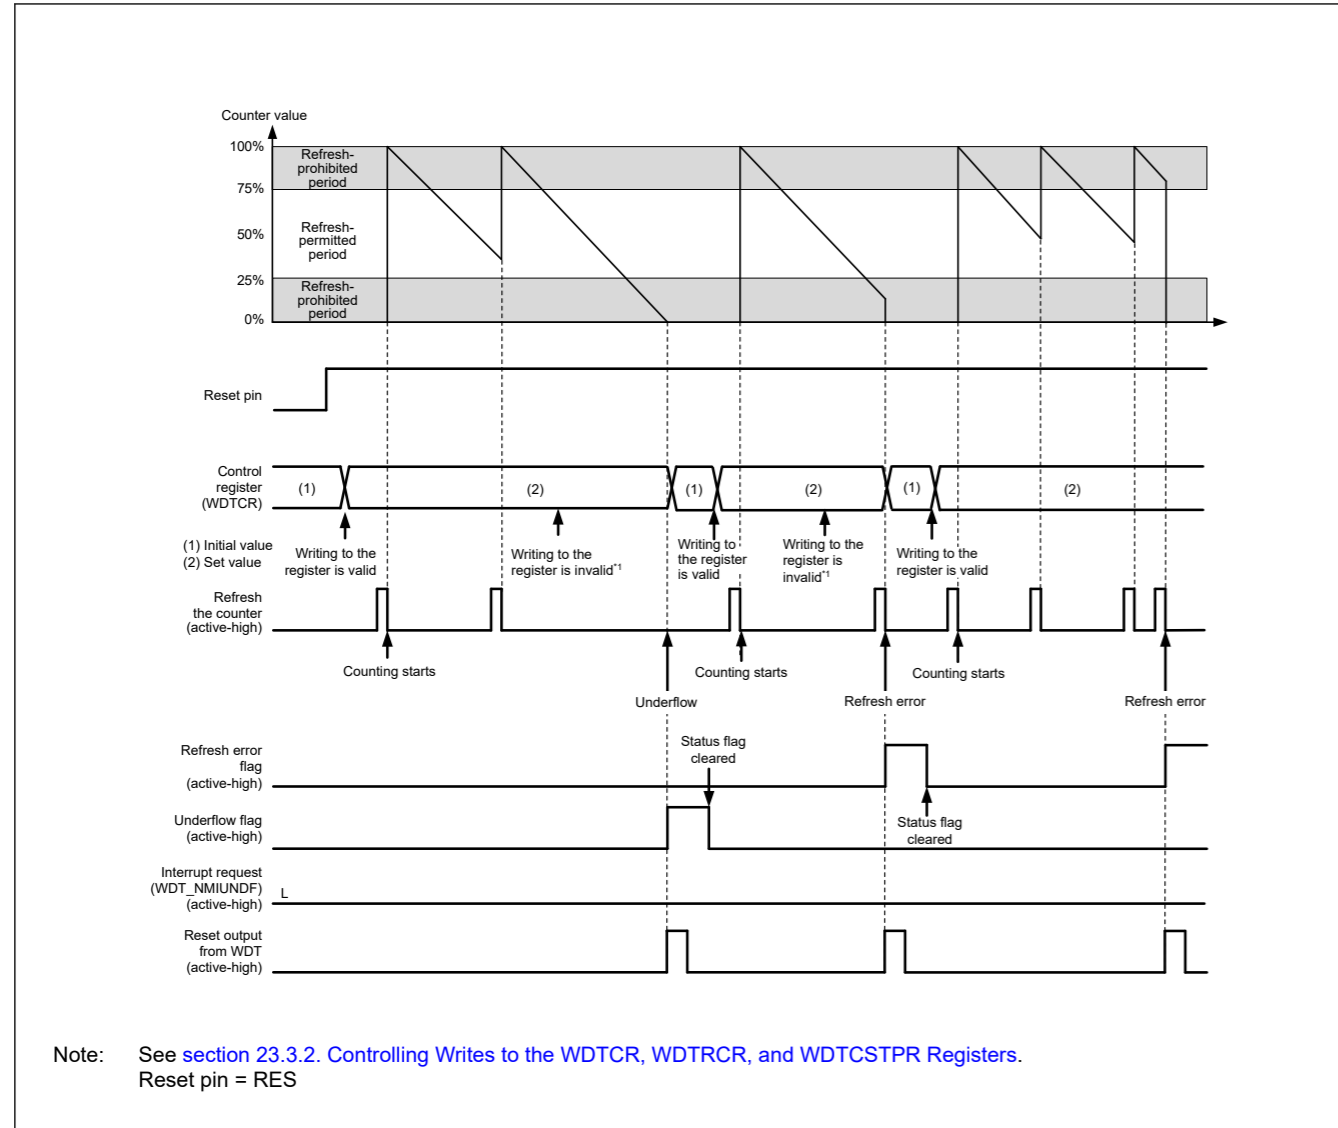 Counter value
100%
Refresh-
prohibited
period
75%
50%
Refresh-
permitted
period
25%
Refresh-
prohibited
period
0%
Reset pin
Control
register
(WDTCR)
(1)
(2)
(1)
(2)
(1)
(2)
(1) Initial value
(2) Set value
Writing to the
register is valid
Writing to the
register is invalid*1
Writing to
the register
is valid
Writing to the
register is
invalid*1
Writing to the
register is valid
Refresh
the counter
(active-high)
Counting starts
Counting starts
Counting starts
Underflow
Refresh error
Refresh error
Refresh error
flag
(active-high)
Status flag
cleared
Underflow flag
(active-high)
Status flag
cleared
Interrupt request
(WDT_NMIUNDF)
(active-high)
L
Reset output
from WDT
(active-high)
Note: See section 23.3.2. Controlling Writes to the WDTCR, WDTRCR, and WDTCSTPR Registers.
Reset pin = RES